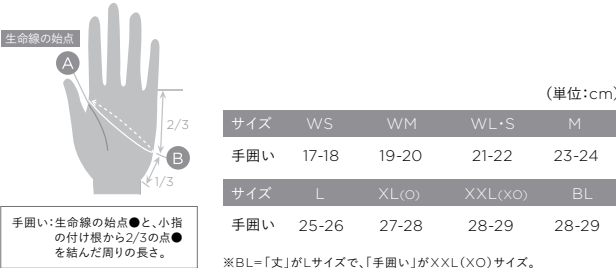 生命線の始点
A
2/3
B
1/3
手囲い：生命線の始点●と、小指
の付け根から2/3の点●
を結んだ周りの長さ。
（単位：cm）
サイズ WS WM WL・S M
手囲い 17-18 19-20 21-22 23-24
サイズ L XL(O) XXL(XO) BL
手囲い 25-26 27-28 28-29 28-29
※BL=「丈」がLサイズで、「手囲い」がXXL(XO)サイズ。